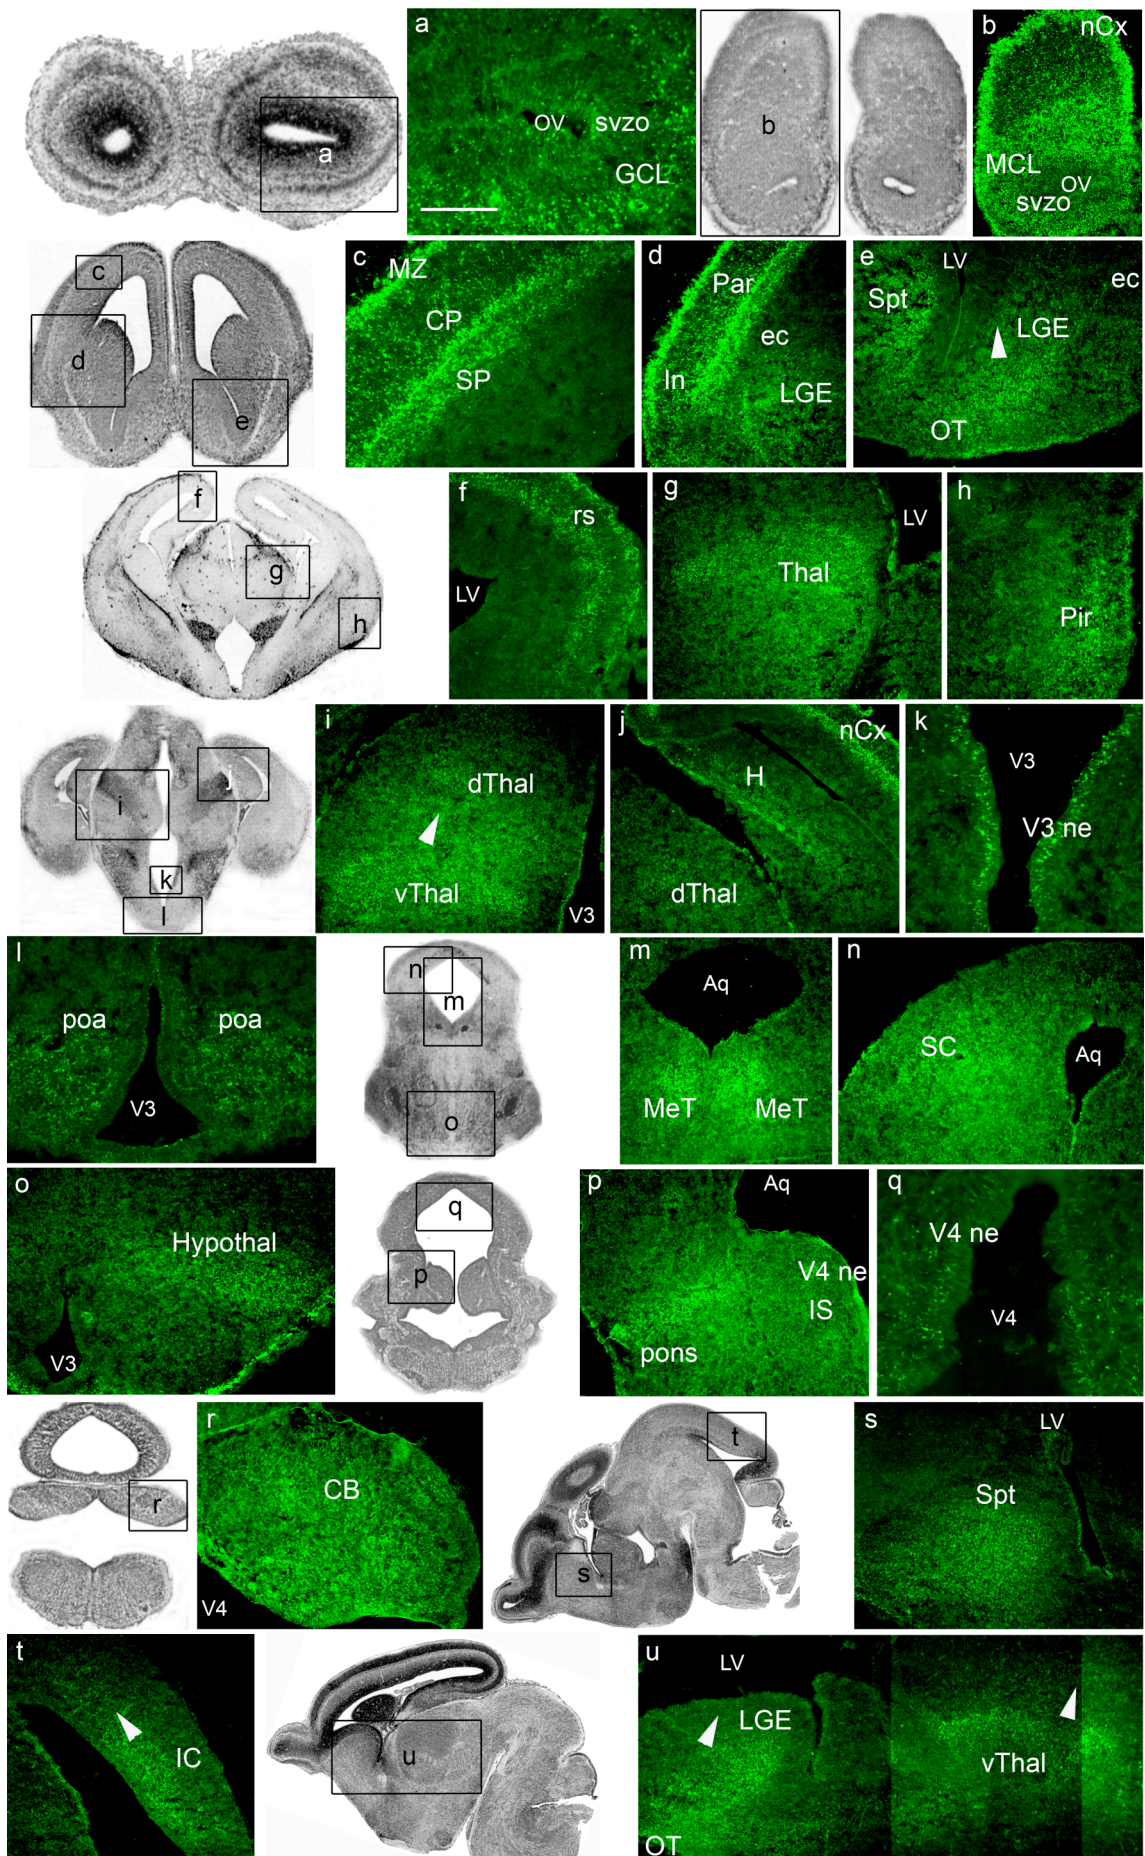 a
a
OV
svzo
GCL
b
b
nCx
MCL
OV
svzo
c
d
e
c
MZ
CP
SP
d
Par
ec
In
LGE
e
LV
ec
Spt
LGE
OT
f
g
h
f
rs
LV
g
LV
Thal
h
Pir
i
j
k
l
i
dThal
vThal
V3
j
nCx
H
dThal
k
V3
V3 ne
l
poa
poa
V3
n
m
o
m
Aq
MeT
MeT
n
SC
Aq
o
Hypothal
V3
q
p
p
Aq
V4 ne
IS
pons
q
V4 ne
V4
r
r
CB
V4
t
s
s
LV
Spt
t
IC
u
u
LV
LGE
vThal
OT